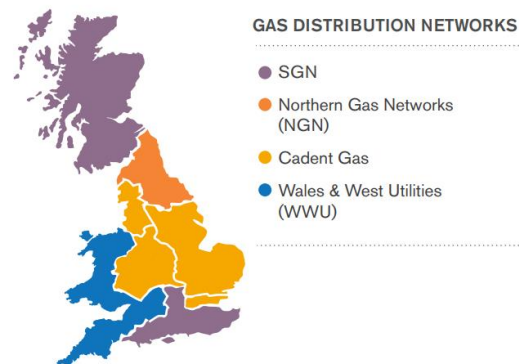 GAS DISTRIBUTION NETWORKS
SGN
Northern Gas Networks
(NGN)
Cadent Gas
Wales & West Utilities
(WWU)